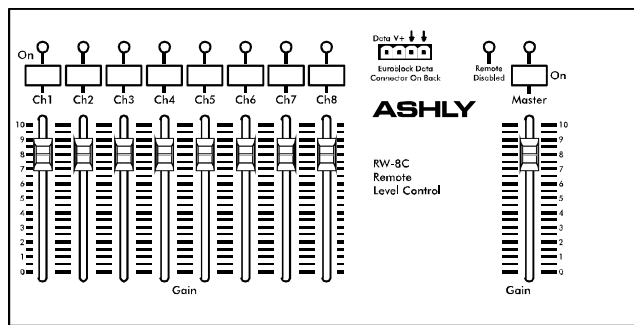 Data V+
On
Euroblock Data
Connector On Back
Remote
Disabled
On
Ch1 Ch2 Ch3 Ch4 Ch5 Ch6 Ch7 Ch8
Master
ASHLY
RW-8C
Remote
Level Control
10
9
8
7
6
5
4
3
2
1
0
Gain
10
9
8
7
6
5
4
3
2
1
0
Gain